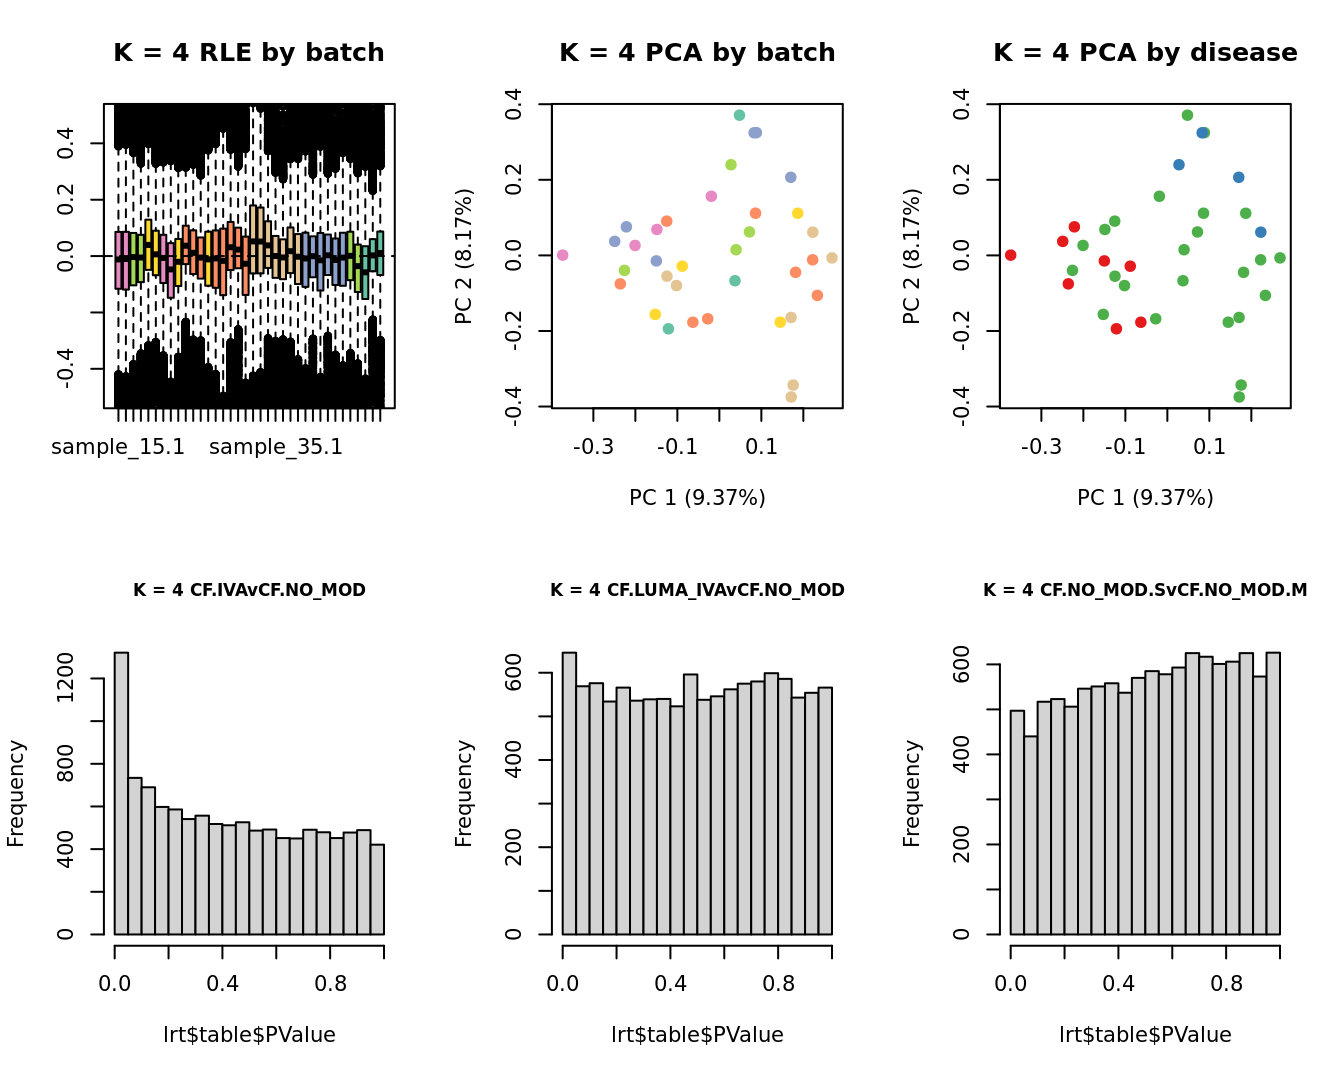 K = 4 RLE by batch
0.4
0.2
0.0
-0.4
sample_15.1
sample_35.1
K = 4 PCA by batch
PC 2 (8.17%)
0.4
0.2
0.0
-0.2
-0.4
-0.3
-0.1
0.1
PC 1 (9.37%)
K = 4 PCA by disease
PC 2 (8.17%)
0.4
0.2
0.0
-0.2
-0.4
-0.3
-0.1
0.1
PC 1 (9.37%)
K = 4 CF.IVAvCF.NO_MOD
Frequency
1200
800
400
0
0.0
0.4
0.8
lrt$table$PValue
K = 4 CF.LUMA_IVAvCF.NO_MOD
Frequency
600
400
200
0
0.0
0.4
0.8
lrt$table$PValue
K = 4 CF.NO_MOD.SvCF.NO_MOD.M
Frequency
600
400
200
0
0.0
0.4
0.8
lrt$table$PValue